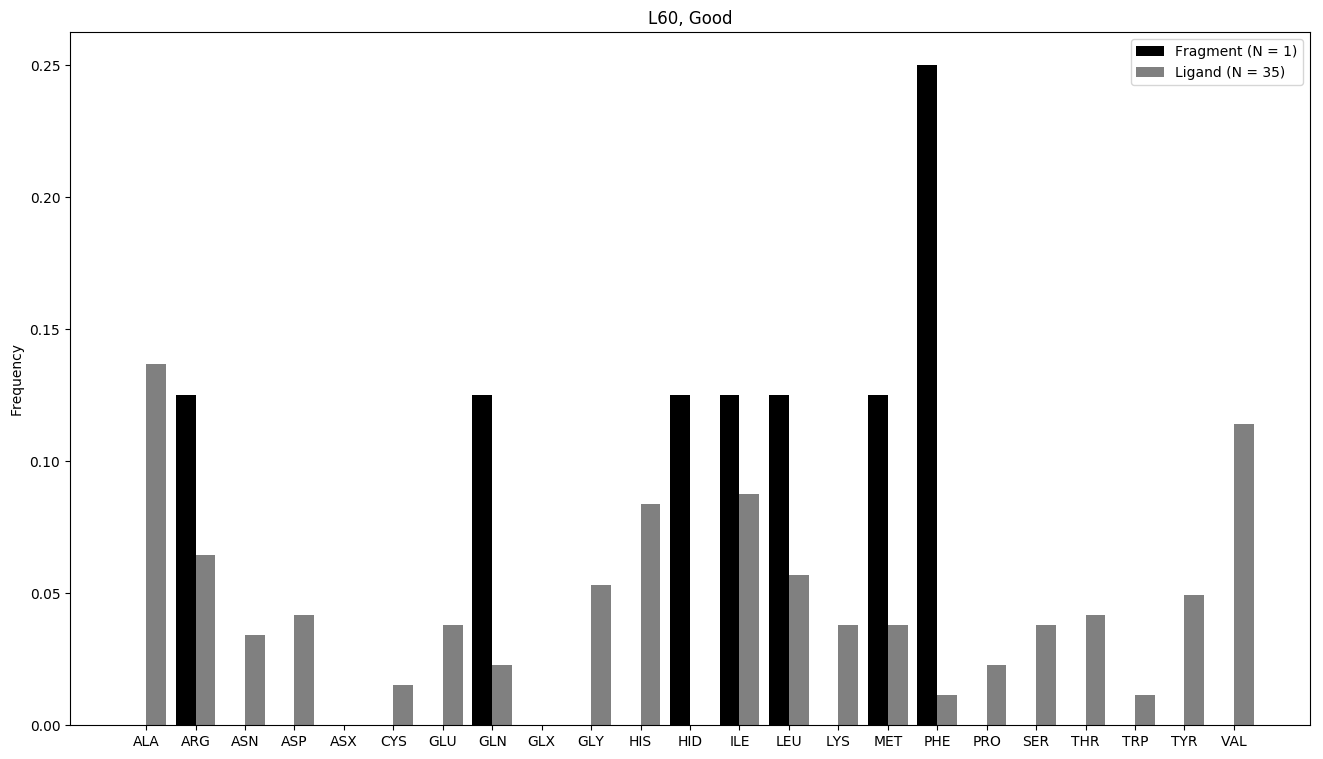 L60, Good
Fragment (N = 1)
Ligand (N = 35)
Frequency
0.25
0.20
0.15
0.10
0.05
0.00
ALA ARG ASN ASP ASX CYS GLU GLN GLX GLY HIS HID ILE LEU LYS MET PHE PRO SER THR TRP TYR VAL